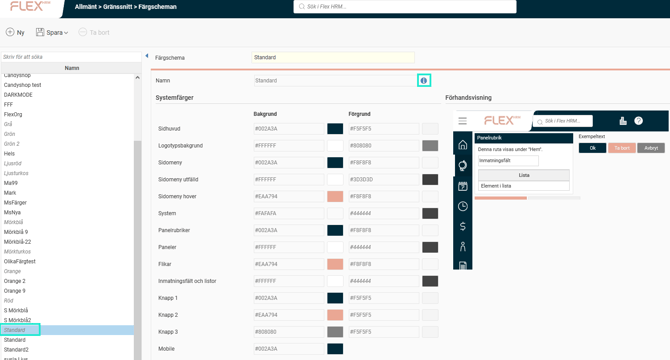 FLEX
Allmänt > Gränssnitt > Färgscheman
Sök i Flex HRM...
Ny
Spara
Ta bort
Skriv för att söka
Namn
Candyshop
Candyshop test
DARKMODE
FFF
FlexOrg
Grå
Grön
Grön 2
Hels
Ljusröd
Ljusturkos
Ma99
Mark
MsFärger
MsNya
Mörkblå
Mörkblå 9
Mörkblå-22
Mörkturkos
OlikaFärgtest
Orange
Orange 2
Orange 9
Röd
S.Mörkblå
S.Mörkblå2
Standard
Standard
Standard2
Färgschema
Standard
Namn
Standard
Systemfärger
Bakgrund
Förgrund
Sidhuvud
#002A3A
#F5F5F5
Logotypsbakgrund
#FFFFFF
#808080
Sidomeny
#002A3A
#F8F8F8
Sidomeny utfälld
#FFFFFF
#3D3D3D
Sidomeny hover
#EAA794
#F8F8F8
System
#FAFAFA
#444444
Panelrubriker
#002A3A
#F8F8F8
Paneler
#FFFFFF
#444444
Flikar
#EAA794
#F8F8F8
Inmatningsfält och listor
#FFFFFF
#444444
Knapp 1
#002A3A
#F5F5F5
Knapp 2
#EAA794
#F5F5F5
Knapp 3
#808080
#F5F5F5
Mobile
#002A3A
Förhandsvisning
FLEX
Sök i Flex HRM...
Panelrubrik
Denna ruta visas under "Hem".
Inmatningsfält
Lista
Element i lista
Exempeltext
Ok
Ta bort
Avbryt